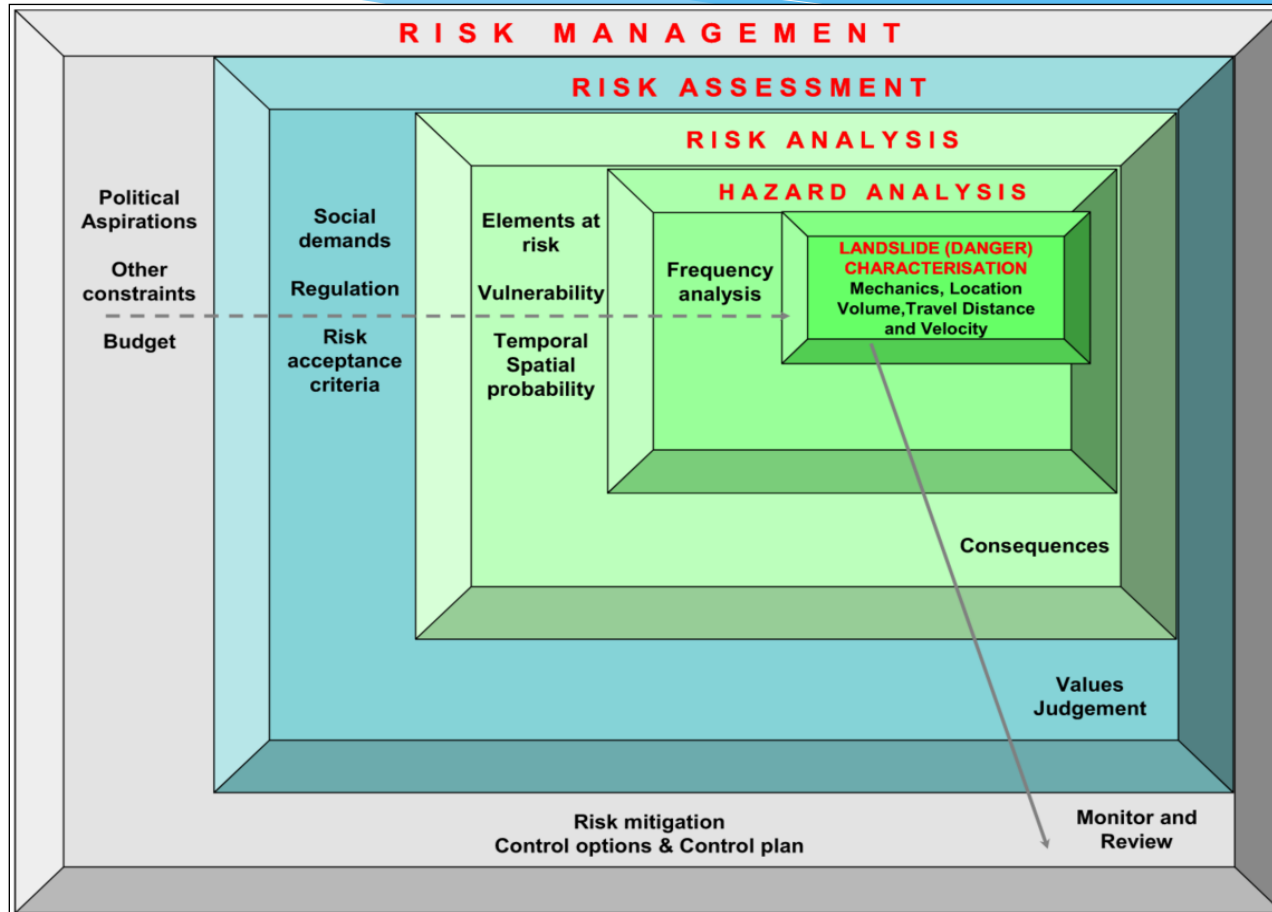 RISK MANAGEMENT
RISK ASSESSMENT
RISK ANALYSIS
HAZARD ANALYSIS
Political
Aspirations
Other
constraints
Budget
Social
demands
Regulation
Risk
acceptance
criteria
Elements at
risk
Vulnerability
Temporal
Spatial
probability
Frequency
analysis
LANDSLIDE (DANGER)
CHARACTERISATION
Mechanics, Location
Volume,Travel Distance
and Velocity
Consequences
Values
Judgement
Risk mitigation
Control options & Control plan
Monitor and
Review